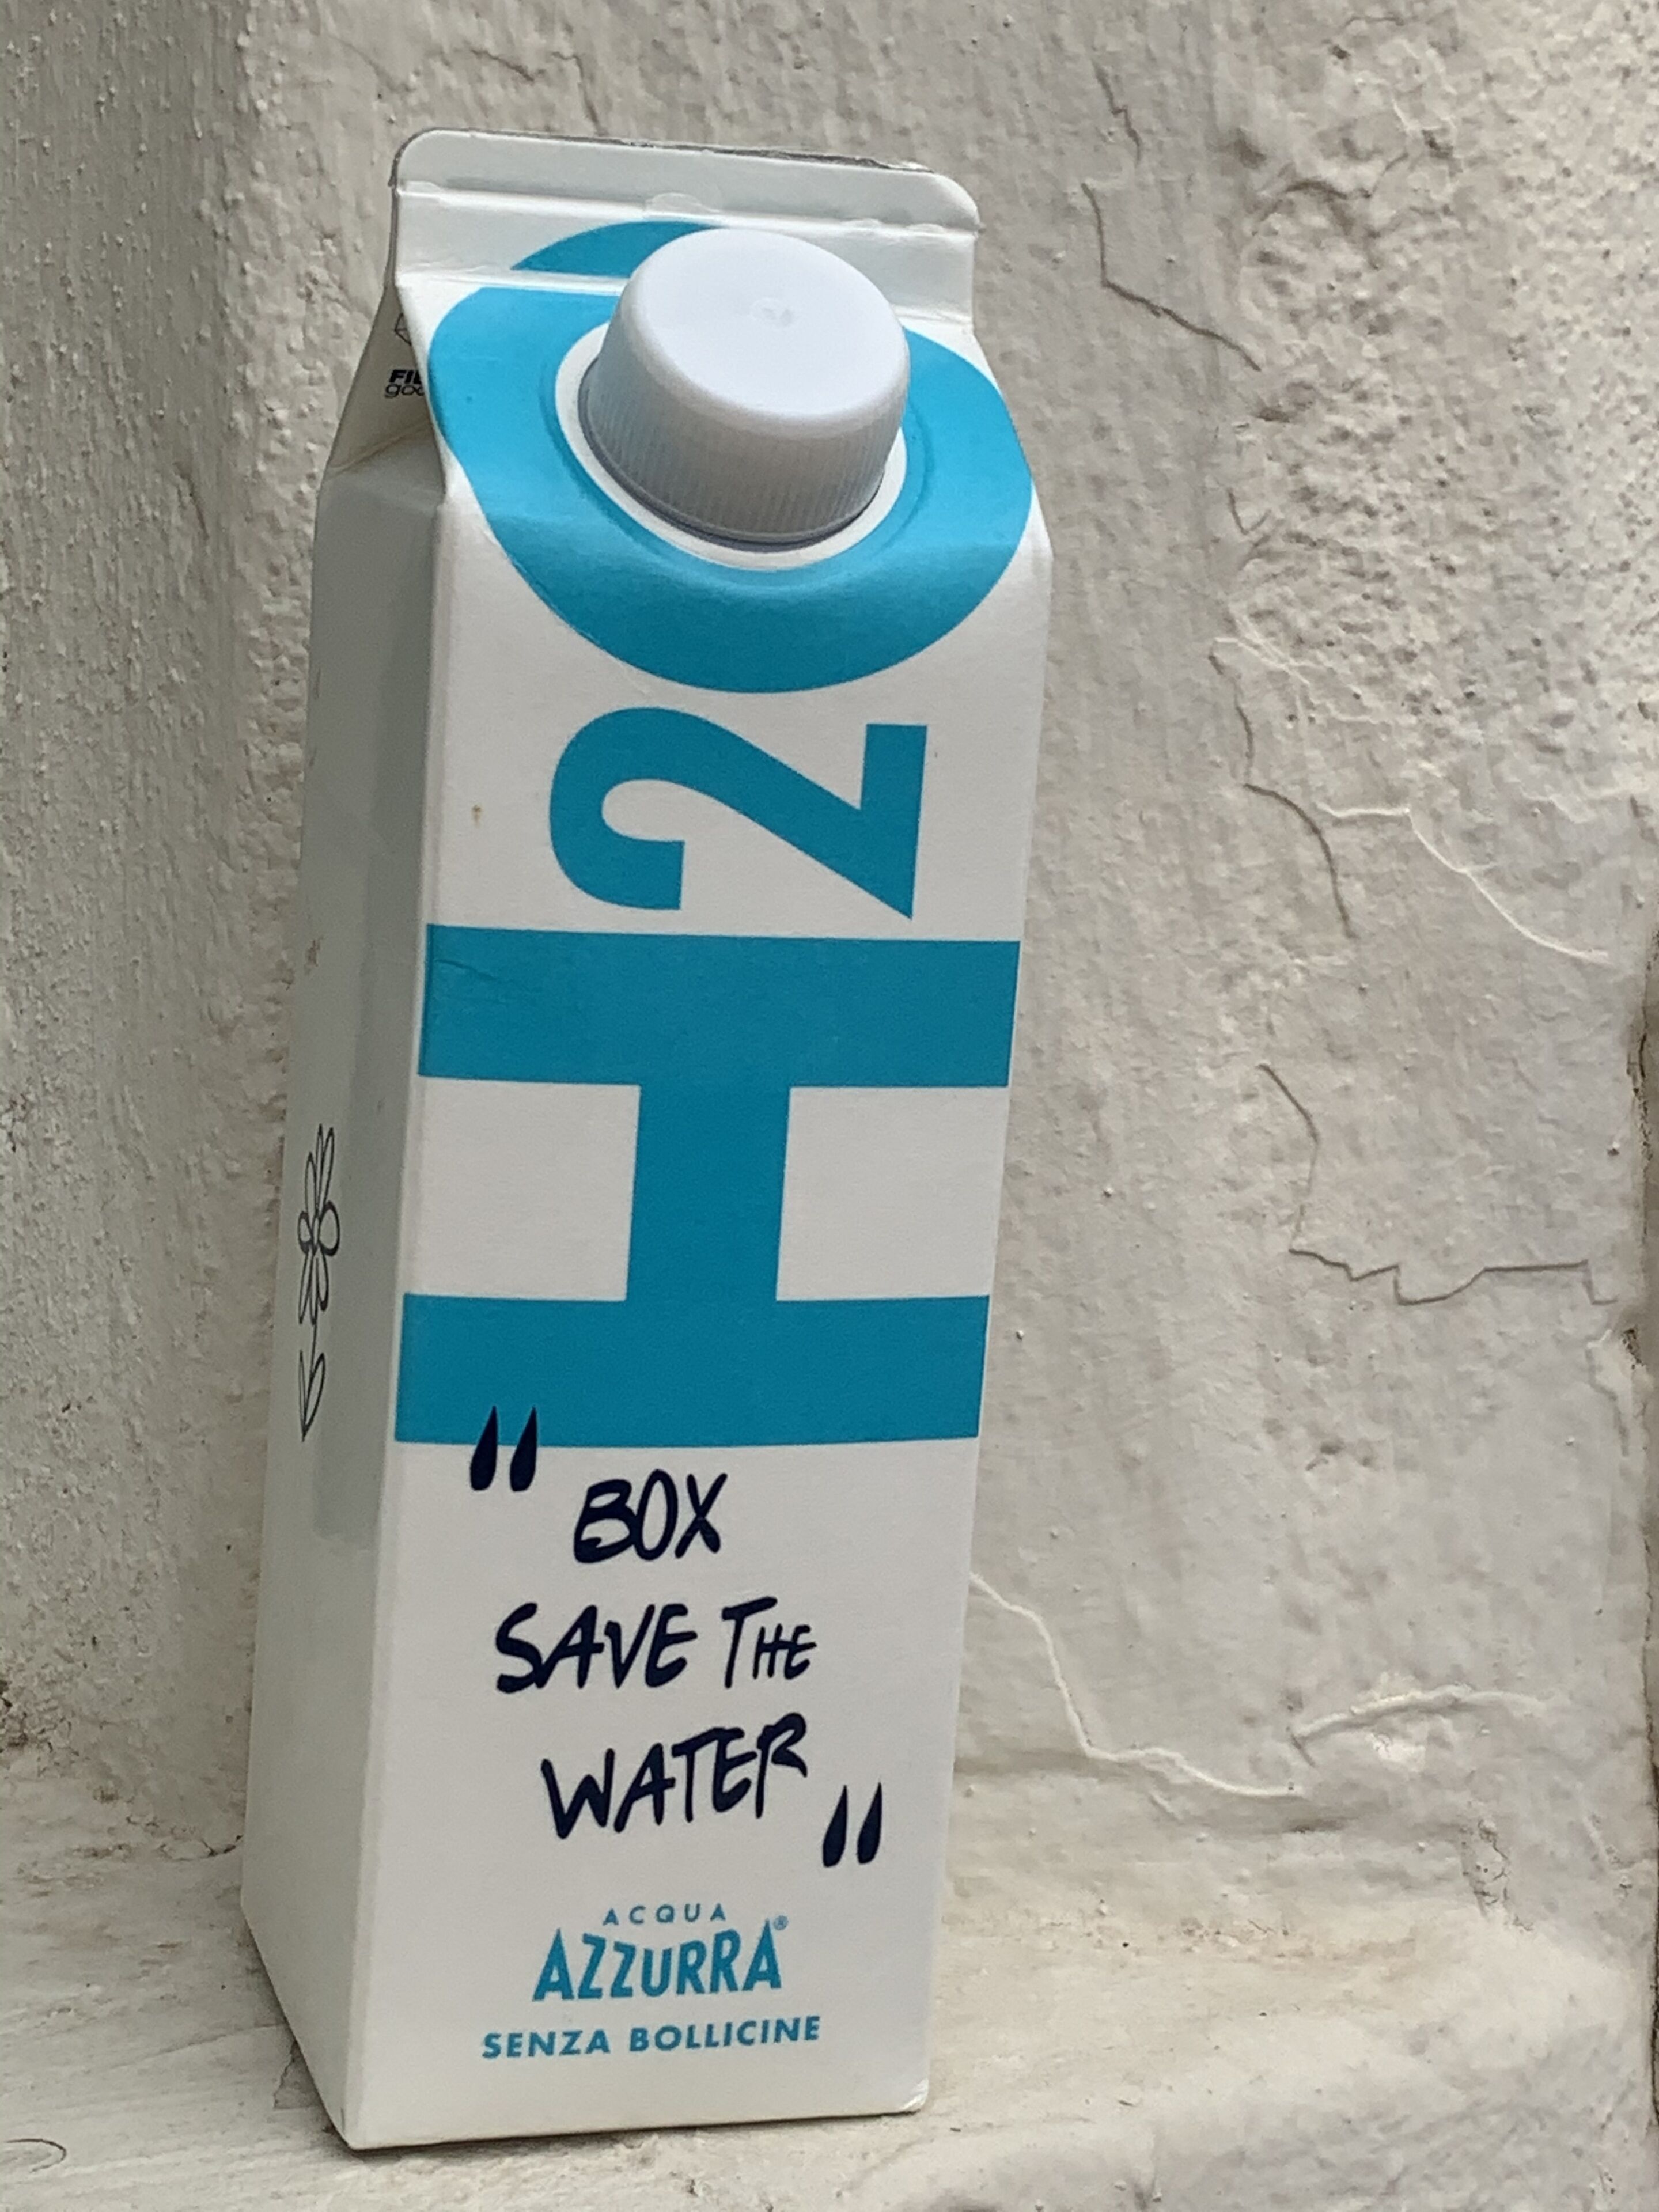 H2O
" BOX
SAVE THE
WATER "
ACQUA
AZZURRA®
SENZA BOLLICINE